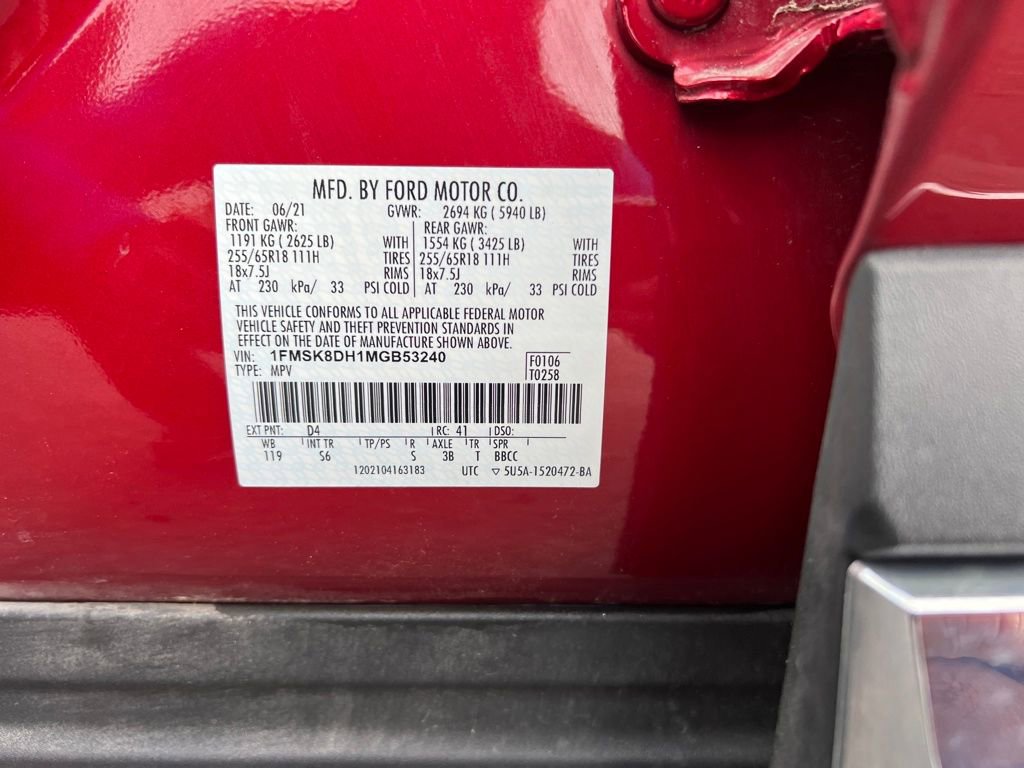 MFD. BY FORD MOTOR CO.
DATE: 06/21 GVWR: 2694 KG ( 5940 LB)
FRONT GAWR: REAR GAWR:
1191 KG ( 2625 LB) WITH 1554 KG ( 3425 LB) WITH
255/65R18 111H TIRES 255/65R18 111H TIRES
18x7.5J RIMS 18x7.5J RIMS
AT 230 kPa/ 33 PSI COLD AT 230 kPa/ 33 PSI COLD
THIS VEHICLE CONFORMS TO ALL APPLICABLE FEDERAL MOTOR
VEHICLE SAFETY AND THEFT PREVENTION STANDARDS IN
EFFECT ON THE DATE OF MANUFACTURE SHOWN ABOVE.
VIN: 1FMSK8DH1MGB53240 F0106
TYPE: MPV T0258
EXT PNT: D4 RC: 41 DSO:
WB INT TR TP/PS R AXLE TR SPR
119 S6 S 3B T BBCC
1202104163183 UTC ▽ 5U5A-1520472-BA